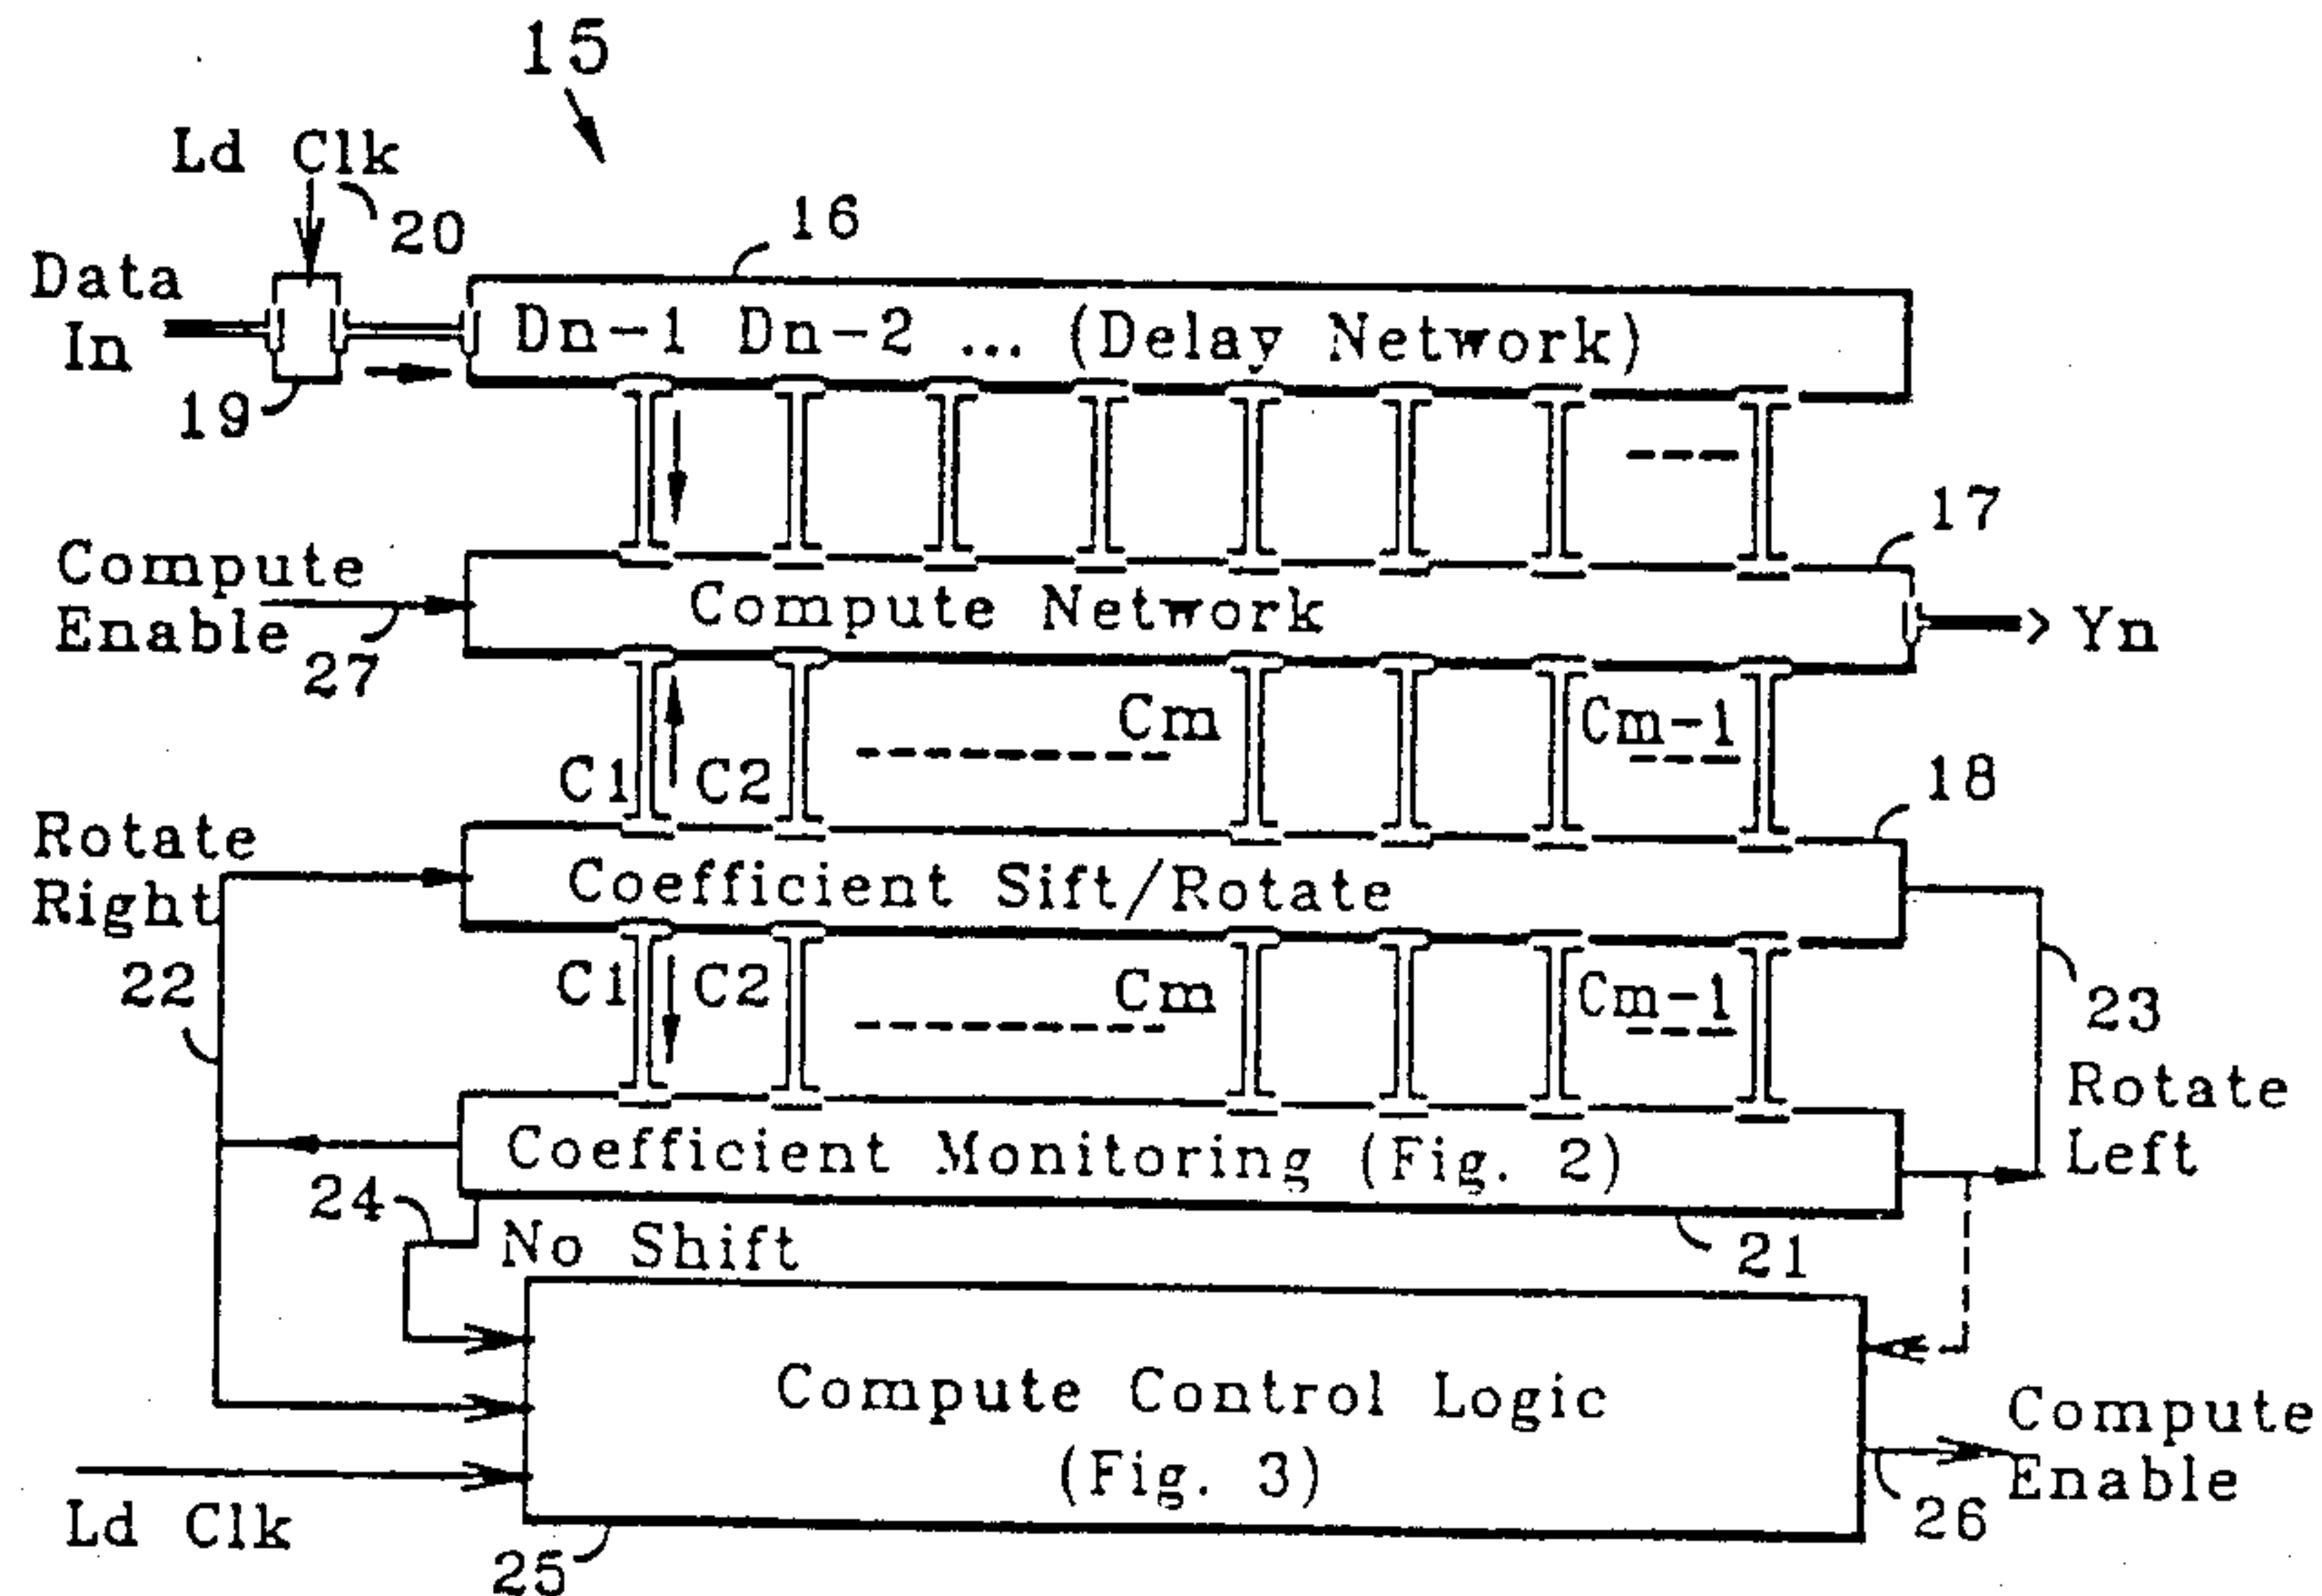 15
Ld Clk
20
16
Data
In
Dn-1 Dn-2 ... (Delay Network)
19
17
Compute
Enable
27
Compute Network
Yn
Cm
Cm-1
C1
C2
18
Rotate
Right
Coefficient Sift/Rotate
22
C1
C2
Cm
Cm-1
23
Rotate
Left
Coefficient Monitoring (Fig. 2)
24
No Shift
21
Compute Control Logic
(Fig. 3)
Compute
Enable
26
Ld Clk
25